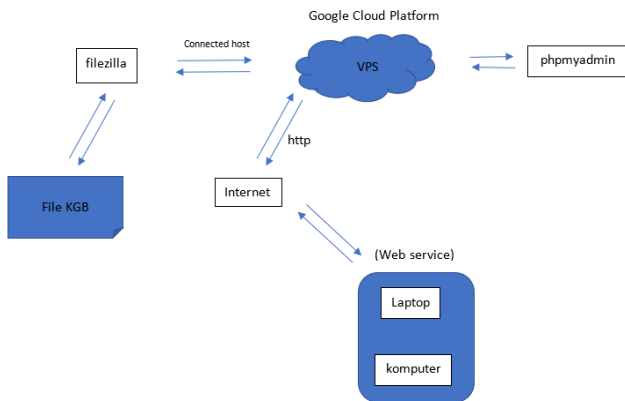 Google Cloud Platform
filezilla
Connected host
VPS
phpmyadmin
http
File KGB
Internet
(Web service)
Laptop
komputer